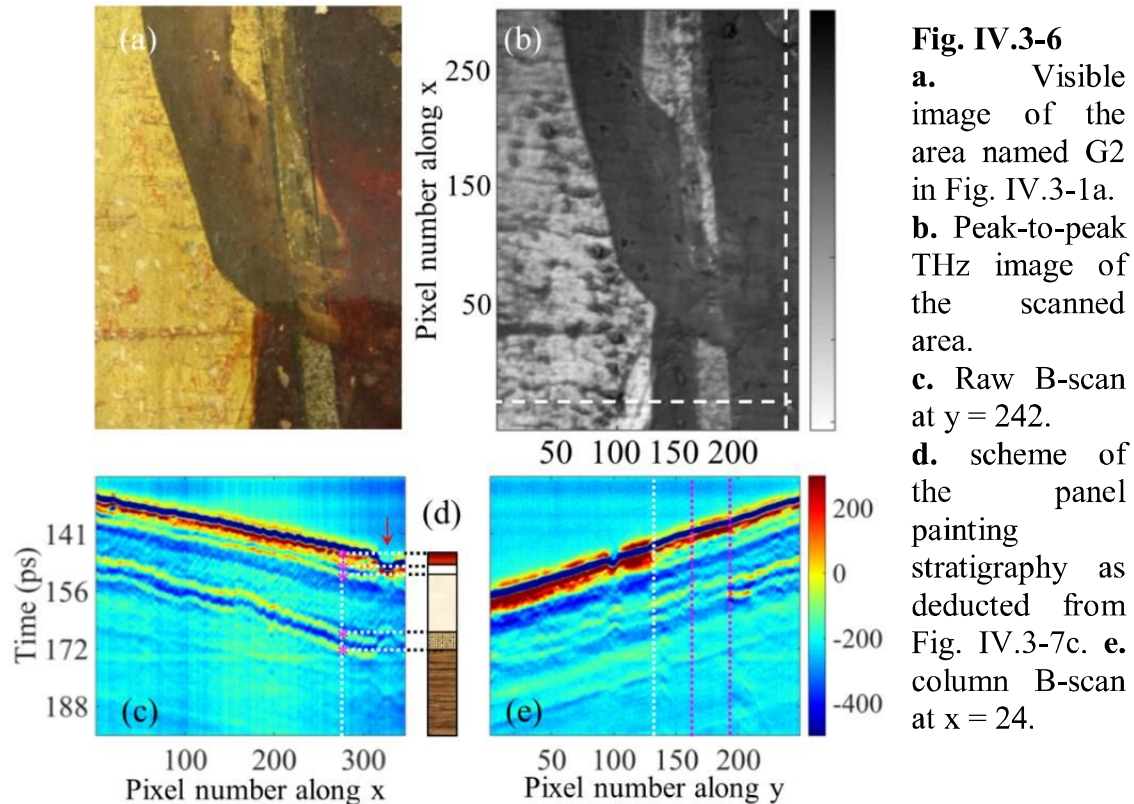 (a)
(b)
Pixel number along x
250
150
50
50 100 150 200
Fig. IV.3-6
a. Visible
image of the
area named G2
in Fig. IV.3-1a.
b. Peak-to-peak
THz image of
the scanned
area.
c. Raw B-scan
at y = 242.
d. scheme of
the panel
painting
stratigraphy as
deducted from
Fig. IV.3-7c. e.
column B-scan
at x = 24.
Time (ps)
141
156
172
188
(c)
(d)
(e)
100 200 300
Pixel number along x
50 100 140 200
Pixel number along y
200
0
-200
-400